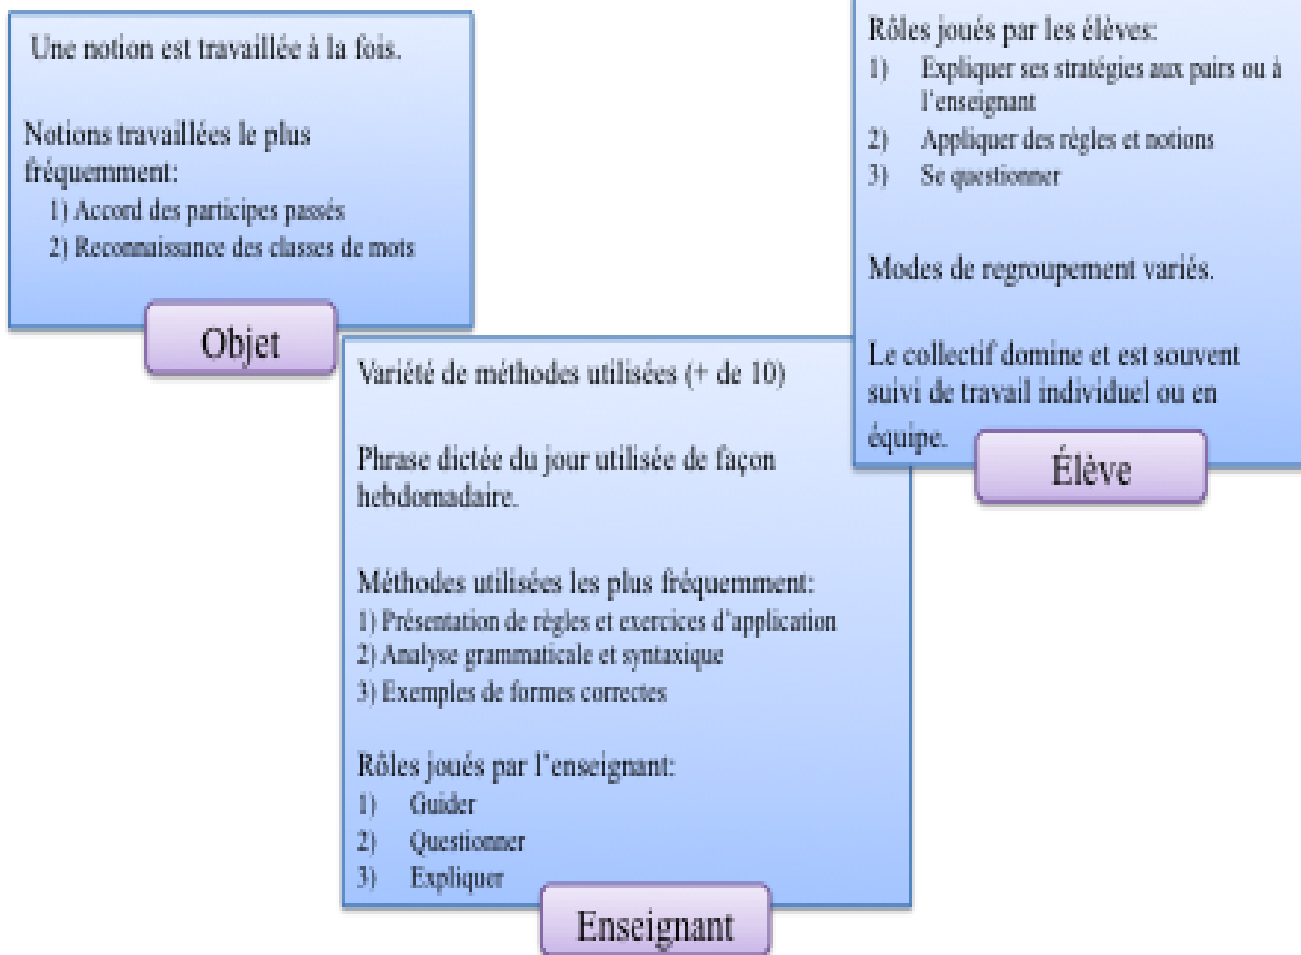 Une notion est travaillée à la fois.
Notions travaillées le plus
fréquemment:
1) Accord des participes passés
2) Reconnaissance des classes de mots
Objet
Variété de méthodes utilisées (+ de 10)
Phrase dictée du jour utilisée de façon
hebdomadaire.
Méthodes utilisées les plus fréquemment:
1) Présentation de règles et exercices d'application
2) Analyse grammaticale et syntaxique
3) Exemples de formes correctes
Rôles joués par l'enseignant:
1) Guider
2) Questionner
3) Expliquer
Enseignant
Rôles joués par les élèves:
1) Expliquer ses stratégies aux pairs ou à
l'enseignant
2) Appliquer des règles et notions
3) Se questionner
Modes de regroupement variés.
Le collectif domine et est souvent
suivi de travail individuel ou en
équipe.
Élève